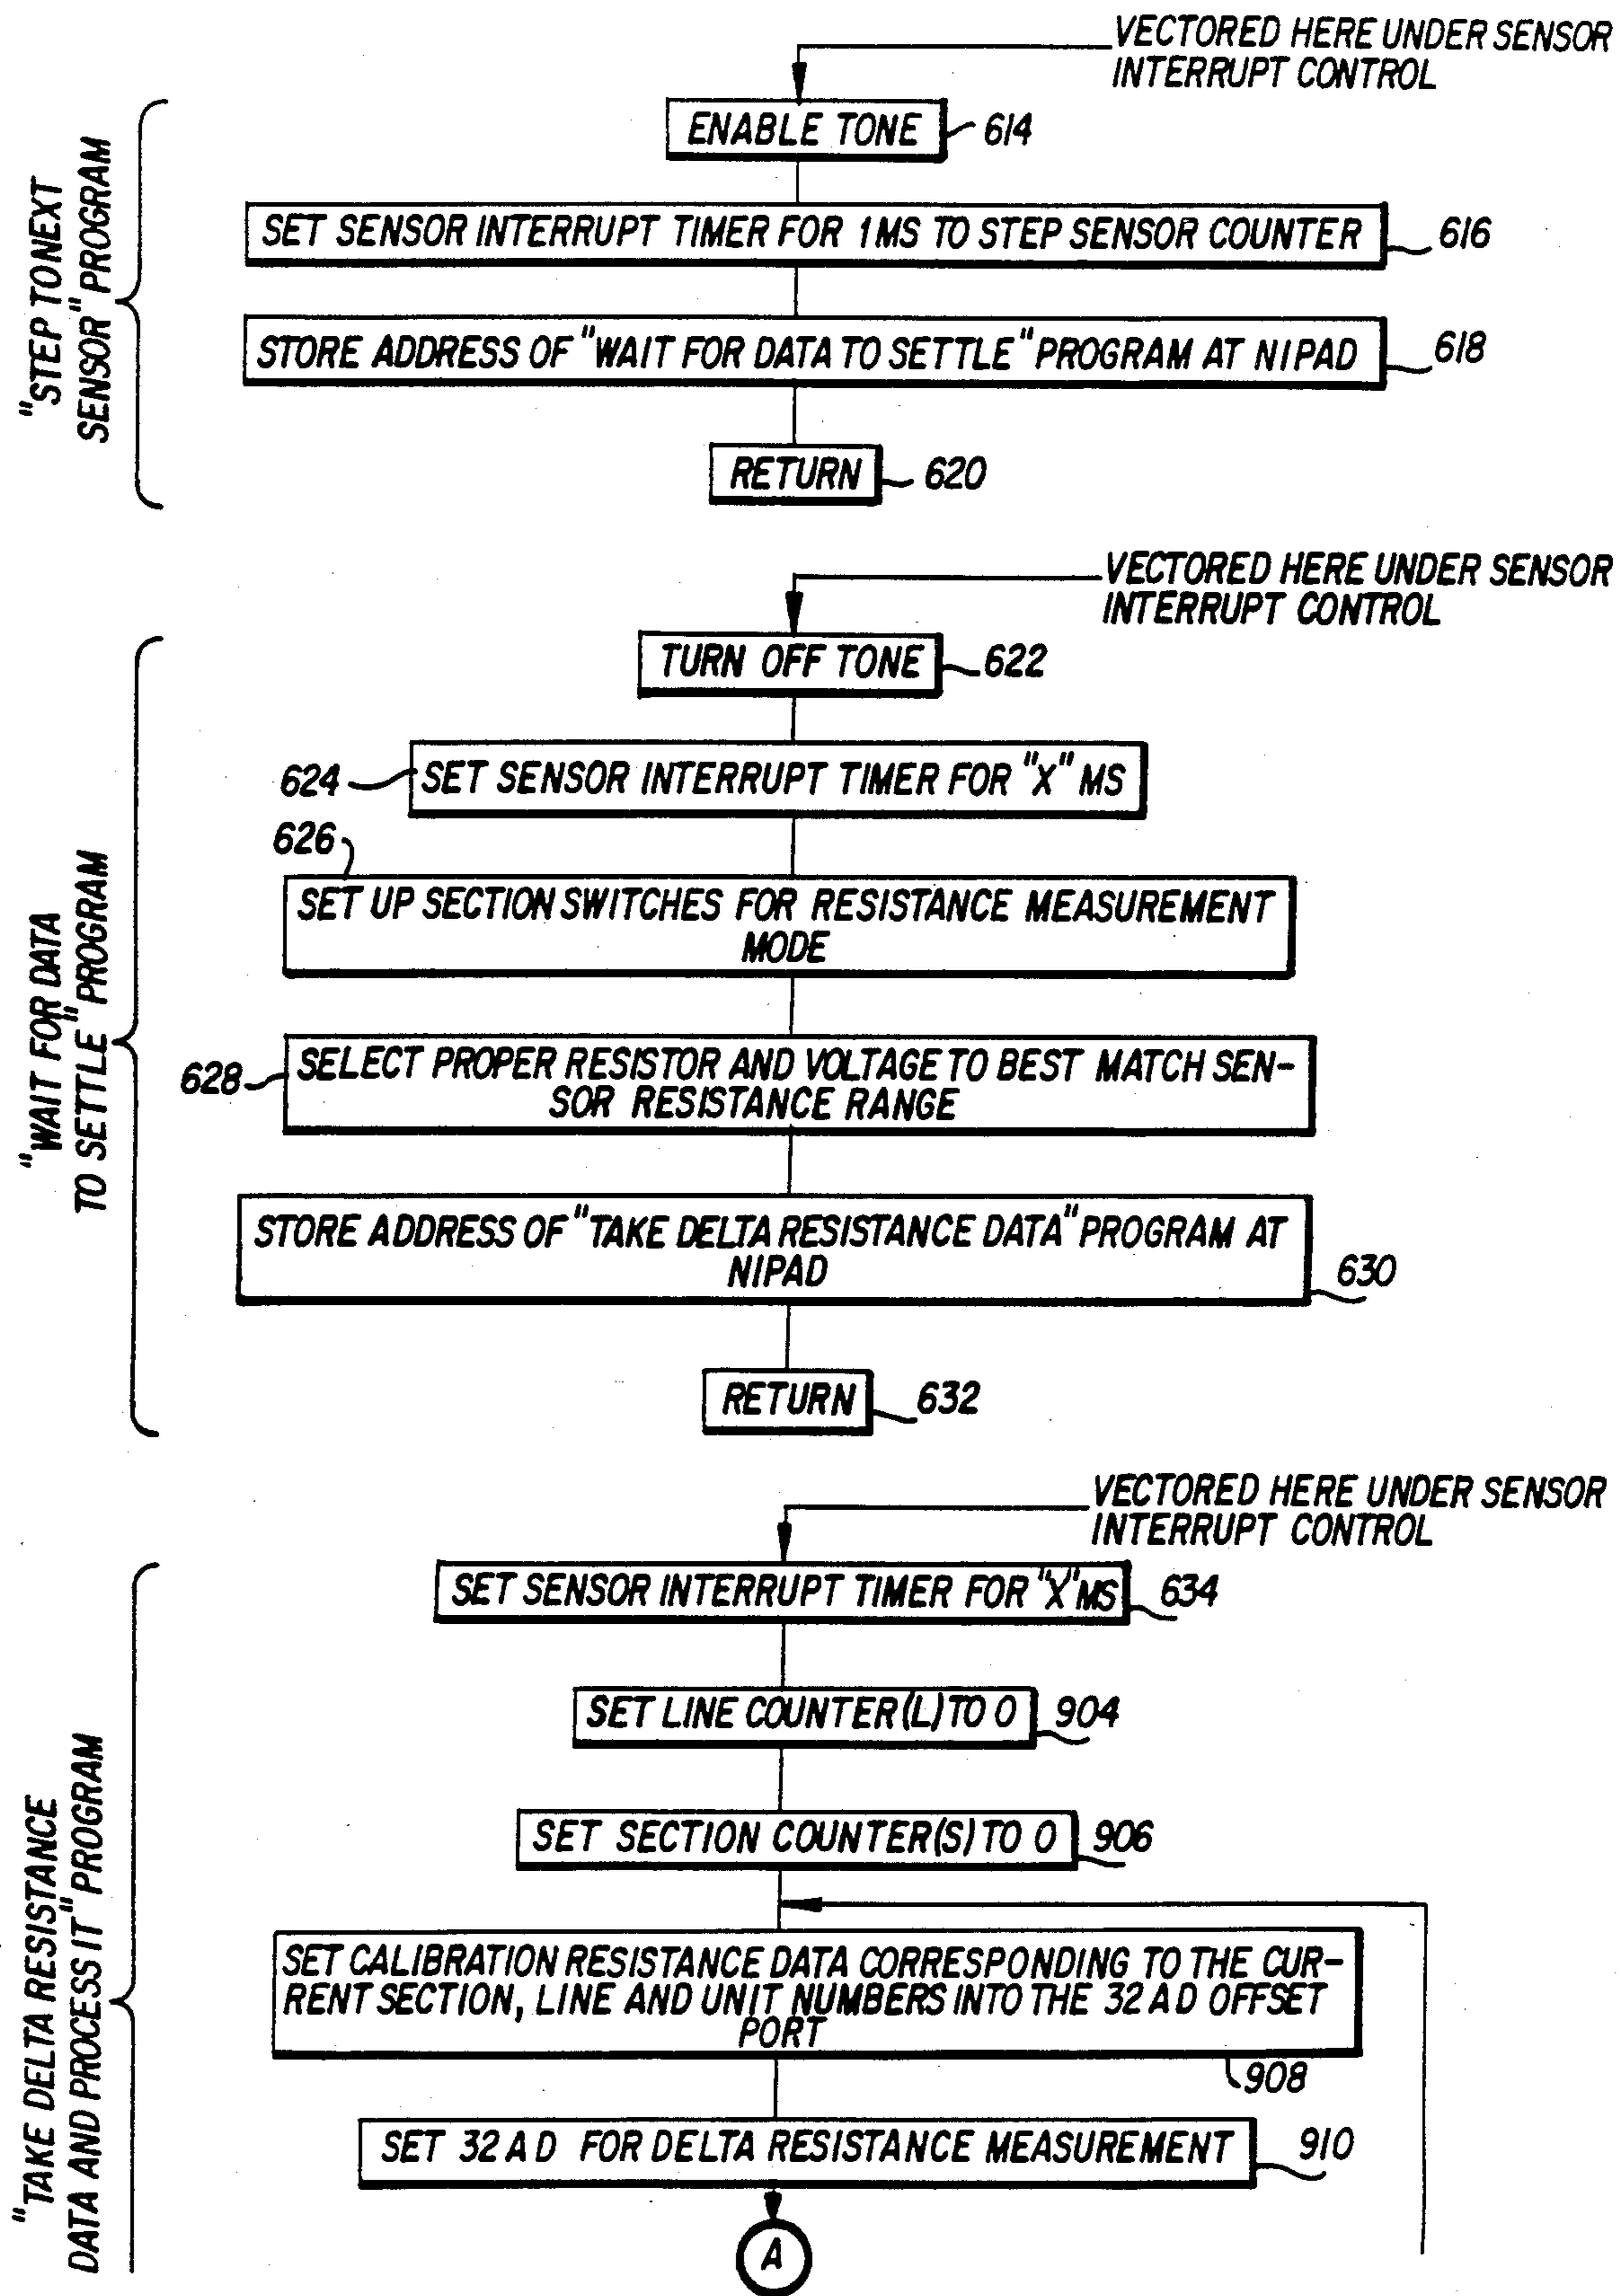 VECTORED HERE UNDER SENSOR
INTERRUPT CONTROL
"STEP TO NEXT
SENSOR" PROGRAM
ENABLE TONE
614
SET SENSOR INTERRUPT TIMER FOR 1MS TO STEP SENSOR COUNTER
616
STORE ADDRESS OF "WAIT FOR DATA TO SETTLE" PROGRAM AT NIPAD
618
RETURN
620
VECTORED HERE UNDER SENSOR
INTERRUPT CONTROL
"WAIT FOR DATA
TO SETTLE" PROGRAM
TURN OFF TONE
622
624
SET SENSOR INTERRUPT TIMER FOR "X" MS
626
SET UP SECTION SWITCHES FOR RESISTANCE MEASUREMENT
MODE
628
SELECT PROPER RESISTOR AND VOLTAGE TO BEST MATCH SEN-
SOR RESISTANCE RANGE
STORE ADDRESS OF "TAKE DELTA RESISTANCE DATA" PROGRAM AT
NIPAD
630
RETURN
632
VECTORED HERE UNDER SENSOR
INTERRUPT CONTROL
"TAKE DELTA RESISTANCE
DATA AND PROCESS IT" PROGRAM
SET SENSOR INTERRUPT TIMER FOR "X" MS
634
SET LINE COUNTER (L) TO 0
904
SET SECTION COUNTER (S) TO 0
906
SET CALIBRATION RESISTANCE DATA CORRESPONDING TO THE CUR-
RENT SECTION, LINE AND UNIT NUMBERS INTO THE 32 A D OFFSET
PORT
908
SET 32 A D FOR DELTA RESISTANCE MEASUREMENT
910
A